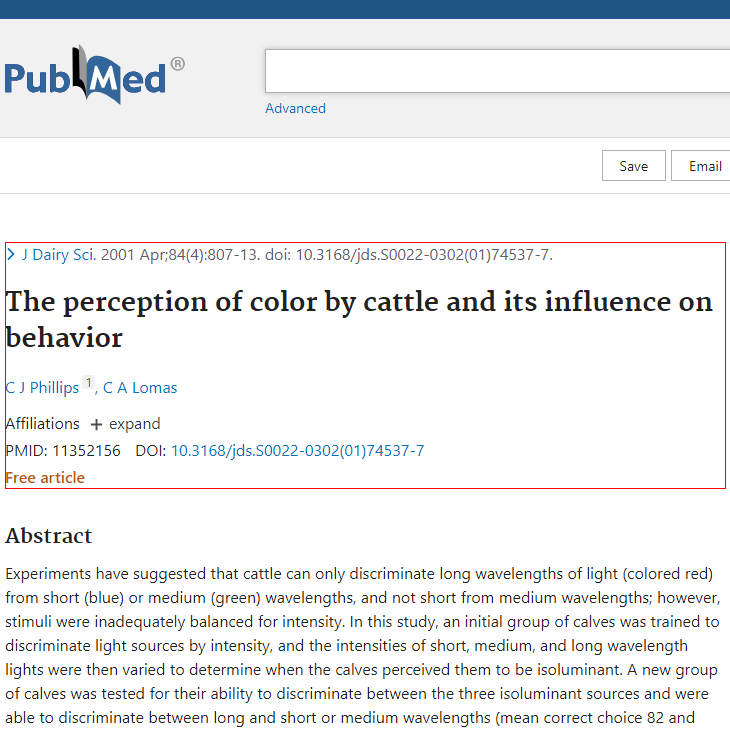 PubMed®
Advanced
Save
Email
J Dairy Sci. 2001 Apr;84(4):807-13. doi: 10.3168/jds.S0022-0302(01)74537-7.
The perception of color by cattle and its influence on
behavior
C J Phillips 1, C A Lomas
Affiliations + expand
PMID: 11352156 DOI: 10.3168/jds.S0022-0302(01)74537-7
Free article
Abstract
Experiments have suggested that cattle can only discriminate long wavelengths of light (colored red)
from short (blue) or medium (green) wavelengths, and not short from medium wavelengths; however,
stimuli were inadequately balanced for intensity. In this study, an initial group of calves was trained to
discriminate light sources by intensity, and the intensities of short, medium, and long wavelength
lights were then varied to determine when the calves perceived them to be isoluminant. A new group
of calves was tested for their ability to discriminate between the three isoluminant sources and were
able to discriminate between long and short or medium wavelengths (mean correct choice 82 and